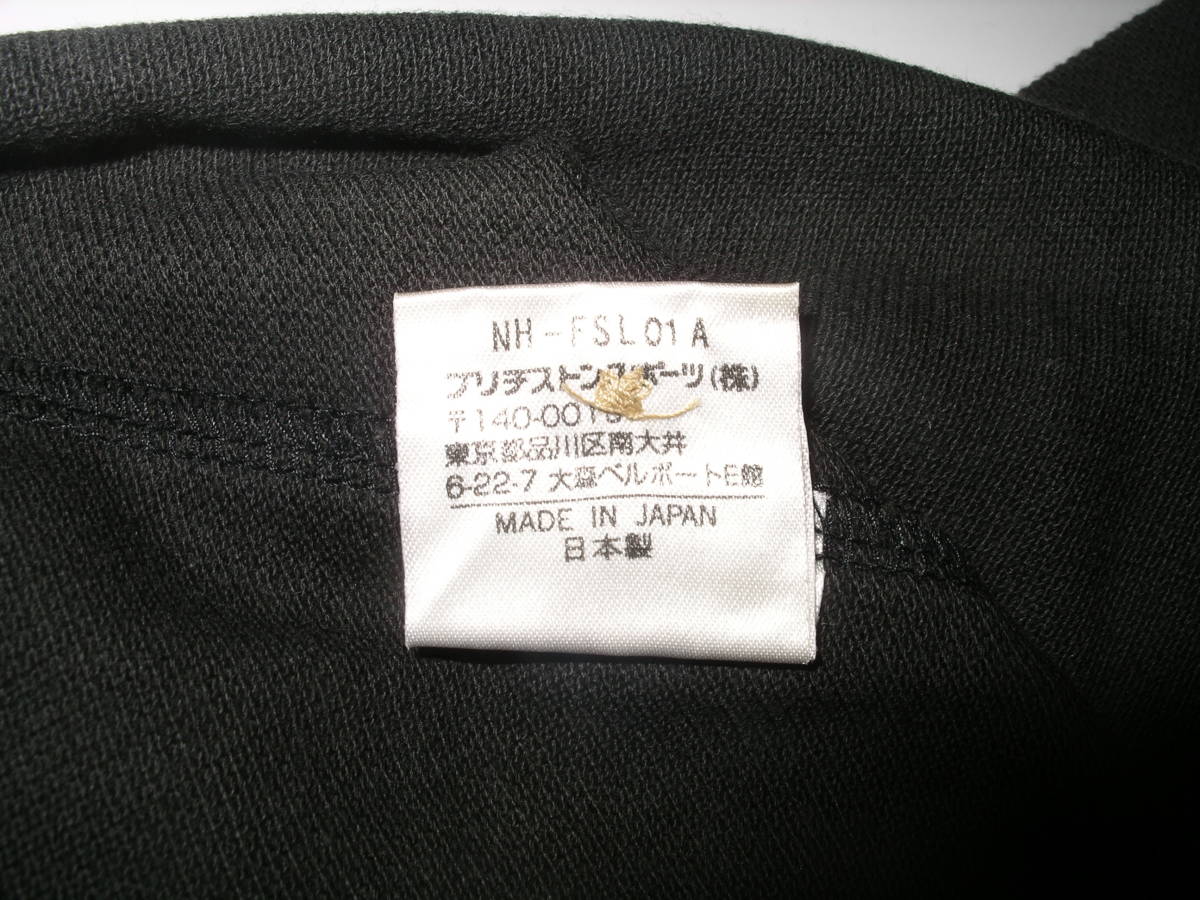 NH-FSL01A
ブリヂストンスポーツ(株)
〒140-001
東京都品川区南大井
6-22-7 大森ベルポートE館
MADE IN JAPAN
日本製